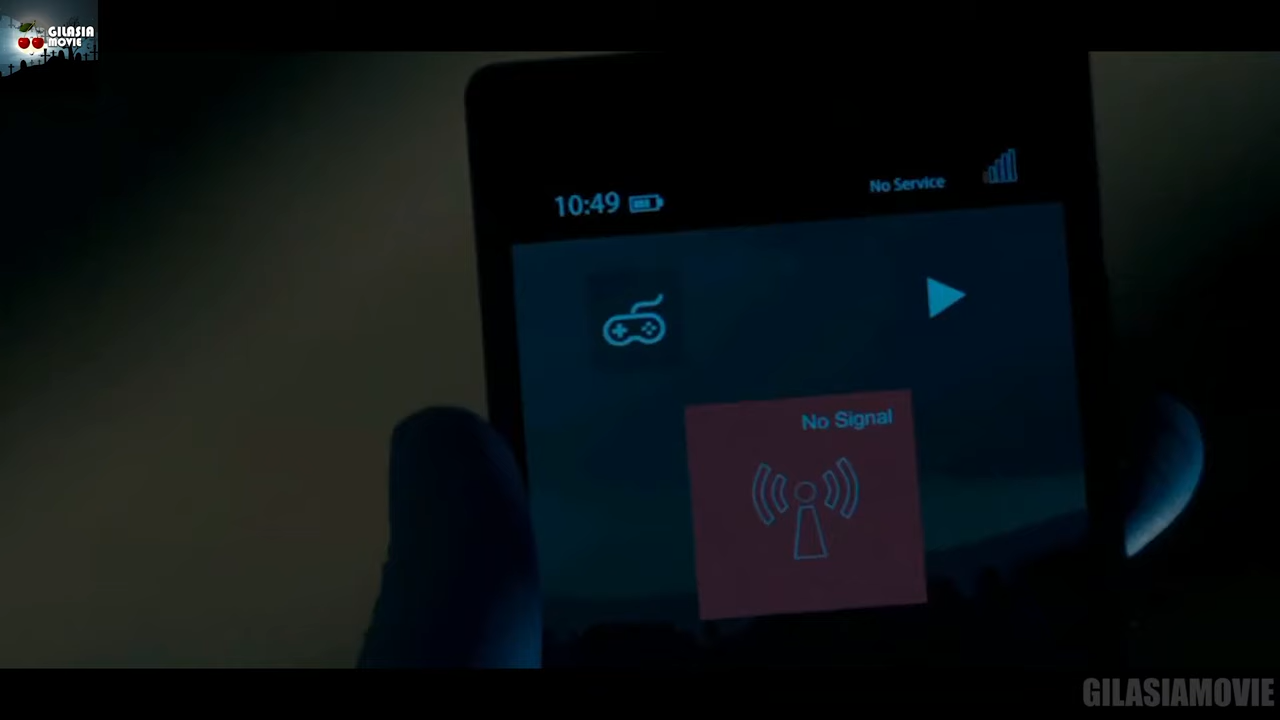 GILASIA
MOVIE
10:49
No Service
No Signal
GILASIAMOVIE